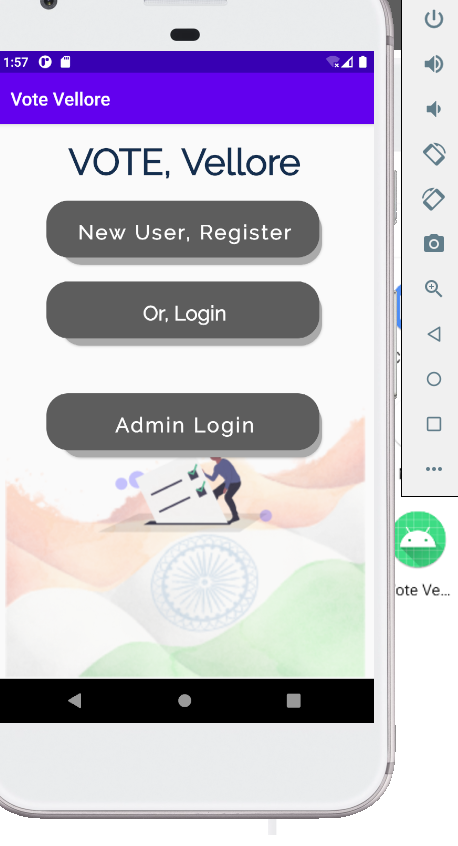 1:57
Vote Vellore
VOTE, Vellore
New User, Register
Or, Login
Admin Login
ote Ve...